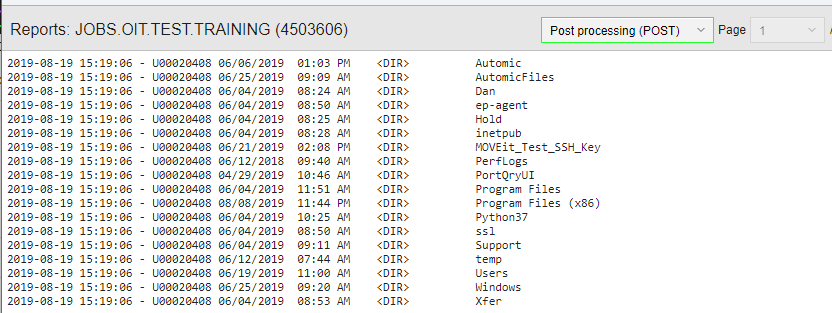 Reports: JOBS.OIT.TEST.TRAINING (4503606) Post processing (POST) Page 1
2019-08-19 15:19:06 - U00020408 06/06/2019 01:03 PM <DIR> Automic
2019-08-19 15:19:06 - U00020408 06/25/2019 09:09 AM <DIR> AutomicFiles
2019-08-19 15:19:06 - U00020408 06/04/2019 08:24 AM <DIR> Dan
2019-08-19 15:19:06 - U00020408 06/04/2019 08:50 AM <DIR> ep-agent
2019-08-19 15:19:06 - U00020408 06/04/2019 08:25 AM <DIR> Hold
2019-08-19 15:19:06 - U00020408 06/04/2019 08:28 AM <DIR> inetpub
2019-08-19 15:19:06 - U00020408 06/21/2019 02:08 PM <DIR> MOVEit_Test_SSH_Key
2019-08-19 15:19:06 - U00020408 06/12/2018 09:40 AM <DIR> PerfLogs
2019-08-19 15:19:06 - U00020408 04/29/2019 10:46 AM <DIR> PortQryUI
2019-08-19 15:19:06 - U00020408 06/04/2019 11:51 AM <DIR> Program Files
2019-08-19 15:19:06 - U00020408 08/08/2019 11:44 PM <DIR> Program Files (x86)
2019-08-19 15:19:06 - U00020408 06/04/2019 10:25 AM <DIR> Python37
2019-08-19 15:19:06 - U00020408 06/04/2019 08:50 AM <DIR> ssl
2019-08-19 15:19:06 - U00020408 06/04/2019 09:11 AM <DIR> Support
2019-08-19 15:19:06 - U00020408 06/12/2019 07:44 AM <DIR> temp
2019-08-19 15:19:06 - U00020408 06/19/2019 11:00 AM <DIR> Users
2019-08-19 15:19:06 - U00020408 06/25/2019 09:20 AM <DIR> Windows
2019-08-19 15:19:06 - U00020408 06/04/2019 08:53 AM <DIR> Xfer